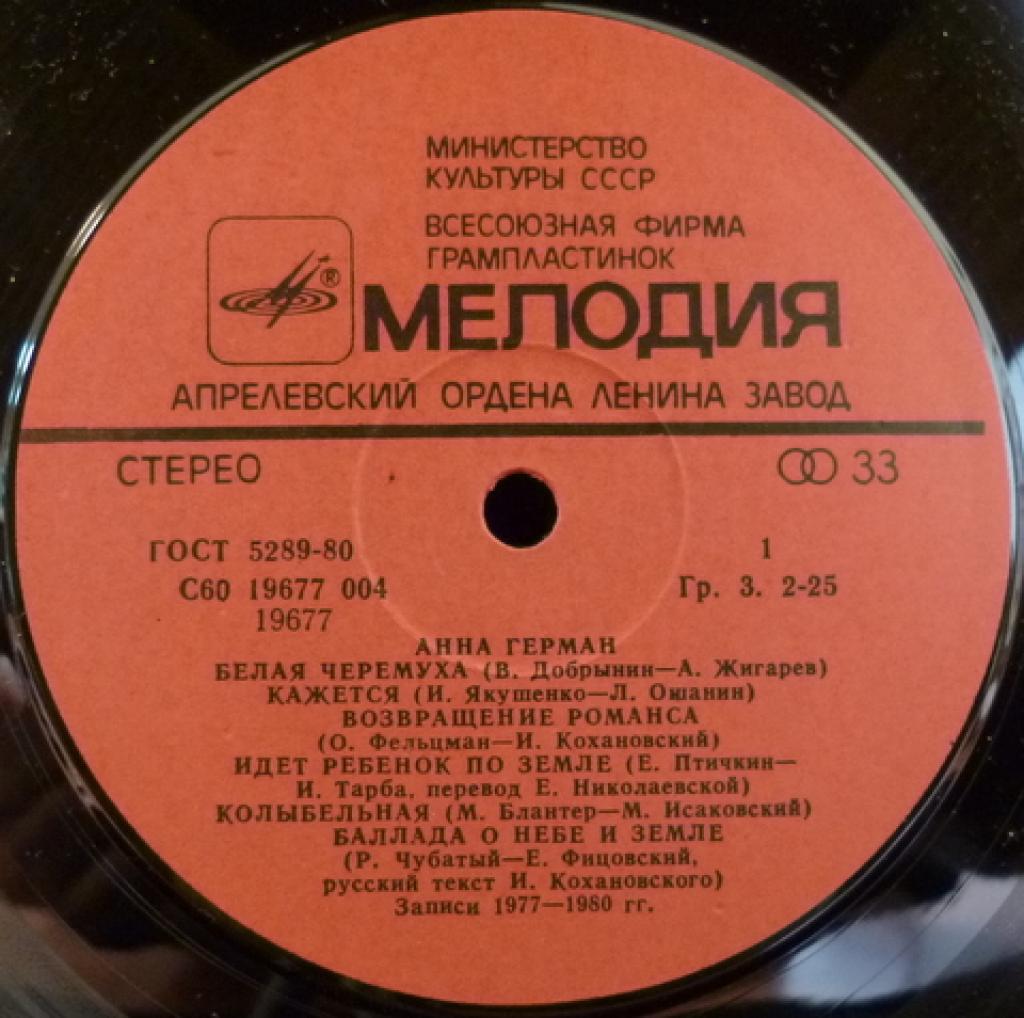 МИНИСТЕРСТВО
КУЛЬТУРЫ СССР
ВСЕСОЮЗНАЯ ФИРМА
ГРАМПЛАСТИНОК
®
МЕЛОДИЯ
АПРЕЛЕВСКИЙ ОРДЕНА ЛЕНИНА ЗАВОД
СТЕРЕО 33
ГОСТ 5289-80 1
С60 19677 004 Гр. 3. 2-25
19677
АННА ГЕРМАН
БЕЛАЯ ЧЕРЕМУХА (В. Добрынин—А. Жигарев)
КАЖЕТСЯ (И. Якушенко—Л. Ошанин)
ВОЗВРАЩЕНИЕ РОМАНСА
(О. Фельцман—И. Кохановский)
ИДЕТ РЕБЕНОК ПО ЗЕМЛЕ (Е. Птичкин—
И. Тарба, перевод Е. Николаевской)
КОЛЫБЕЛЬНАЯ (М. Блантер—М. Исаковский)
БАЛЛАДА О НЕБЕ И ЗЕМЛЕ
(Р. Чубатый—Е. Фицовский,
русский текст И. Кохановского)
Записи 1977—1980 гг.